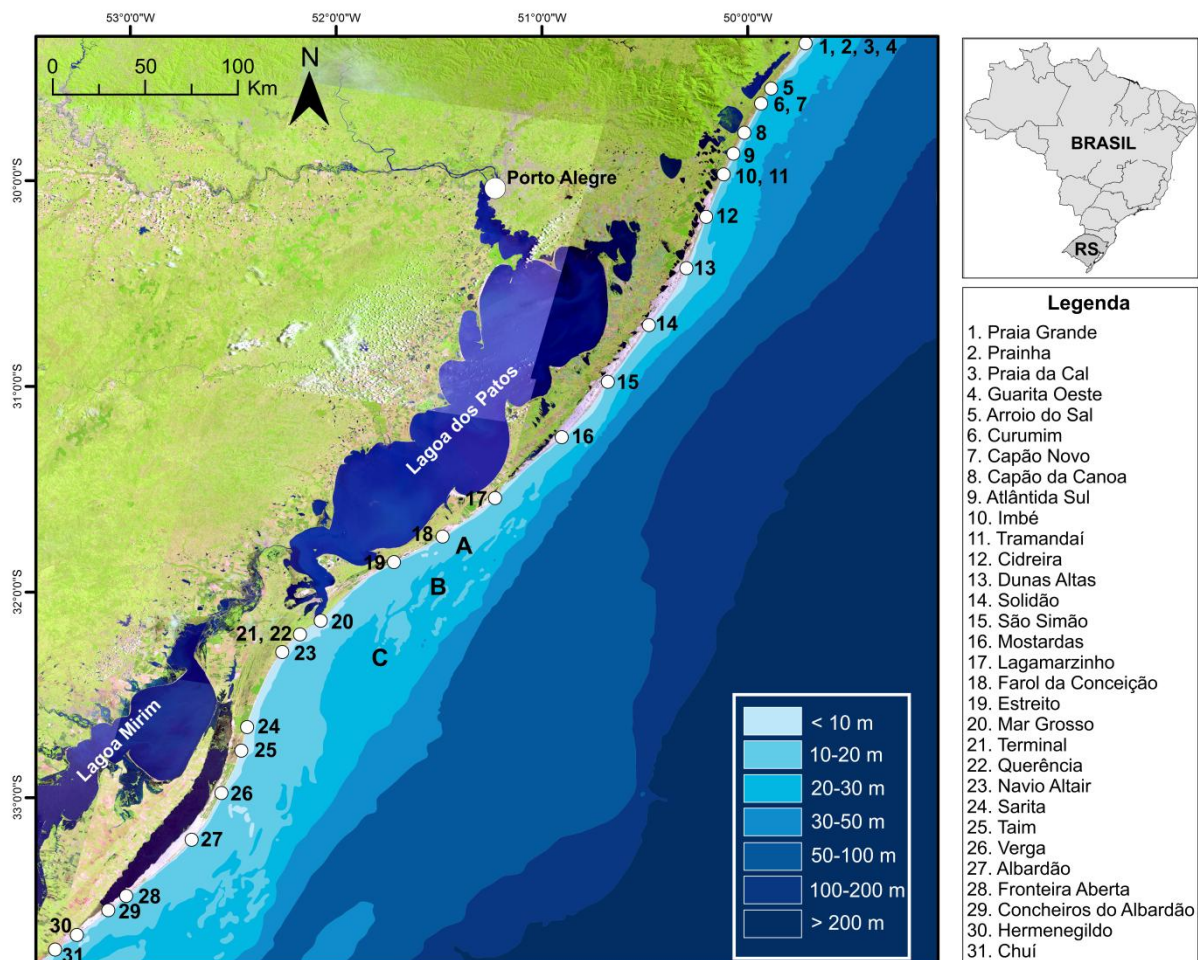 53°0'0"W 52°0'0"W 51°0'0"W 50°0'0"W
0 50 100
Km
N
1, 2, 3, 4
5
6, 7
8
9
10, 11
12
13
14
15
16
17
18
19
20
21, 22
23
24
25
26
27
28
29
30
31
Porto Alegre
Lagoa dos Patos
Lagoa Mirim
A
B
C
30°0'0"S
31°0'0"S
32°0'0"S
33°0'0"S
< 10 m
10-20 m
20-30 m
30-50 m
50-100 m
100-200 m
> 200 m
BRASIL
RS
Legenda
1. Praia Grande
2. Prainha
3. Praia da Cal
4. Guarita Oeste
5. Arroio do Sal
6. Curumim
7. Capão Novo
8. Capão da Canoa
9. Atlântida Sul
10. Imbé
11. Tramandaí
12. Cidreira
13. Dunas Altas
14. Solidão
15. São Simão
16. Mostardas
17. Lagamarzinho
18. Farol da Conceição
19. Estreito
20. Mar Grosso
21. Terminal
22. Querência
23. Navio Altair
24. Sarita
25. Taim
26. Verga
27. Albardão
28. Fronteira Aberta
29. Concheiros do Albardão
30. Hermenegildo
31. Chuí